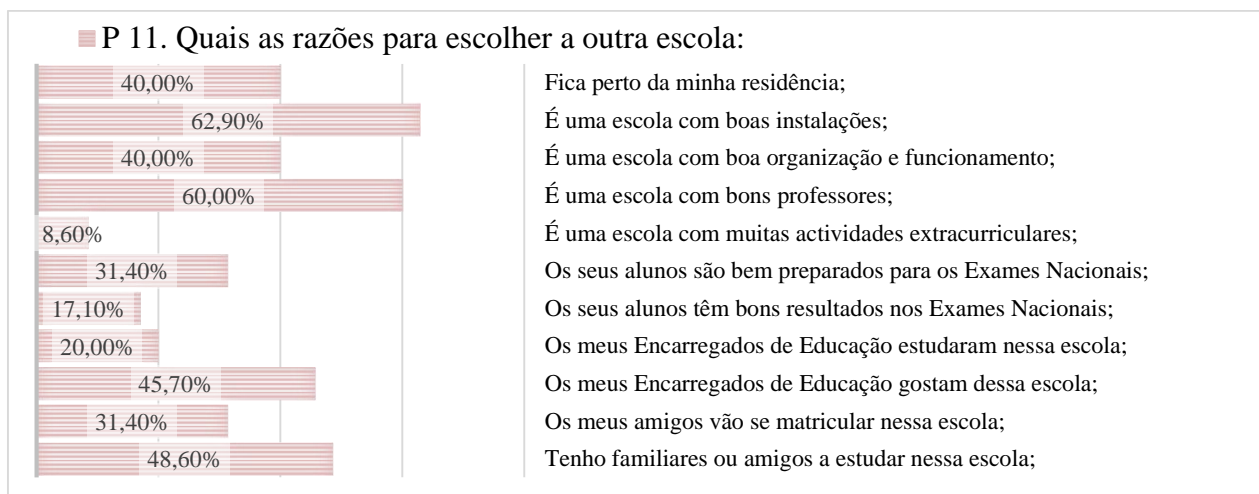 P 11. Quais as razões para escolher a outra escola:
40,00% Fica perto da minha residência;
62,90% É uma escola com boas instalações;
40,00% É uma escola com boa organização e funcionamento;
60,00% É uma escola com bons professores;
8,60% É uma escola com muitas actividades extracurriculares;
31,40% Os seus alunos são bem preparados para os Exames Nacionais;
17,10% Os seus alunos têm bons resultados nos Exames Nacionais;
20,00% Os meus Encarregados de Educação estudaram nessa escola;
45,70% Os meus Encarregados de Educação gostam dessa escola;
31,40% Os meus amigos vão se matricular nessa escola;
48,60% Tenho familiares ou amigos a estudar nessa escola;